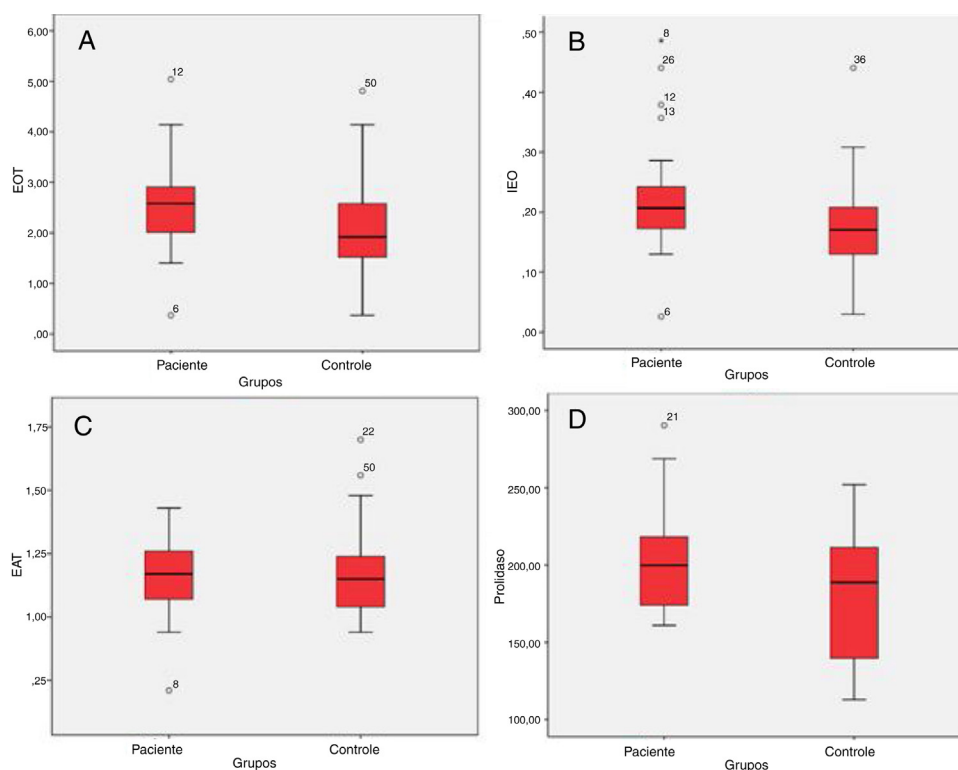 A
6,00
5,00
4,00
3,00
2,00
1,00
,00
EOT
12
6
50
Paciente Controle
Grupos
B
,50
,40
,30
,20
,10
,00
IEO
8
26
12
13
6
36
Paciente Controle
Grupos
C
1,75
1,50
1,25
1,00
,25
EAT
8
22
50
Paciente Controle
Grupos
D
300,00
250,00
200,00
150,00
100,00
Prolidaso
21
Paciente Controle
Grupos